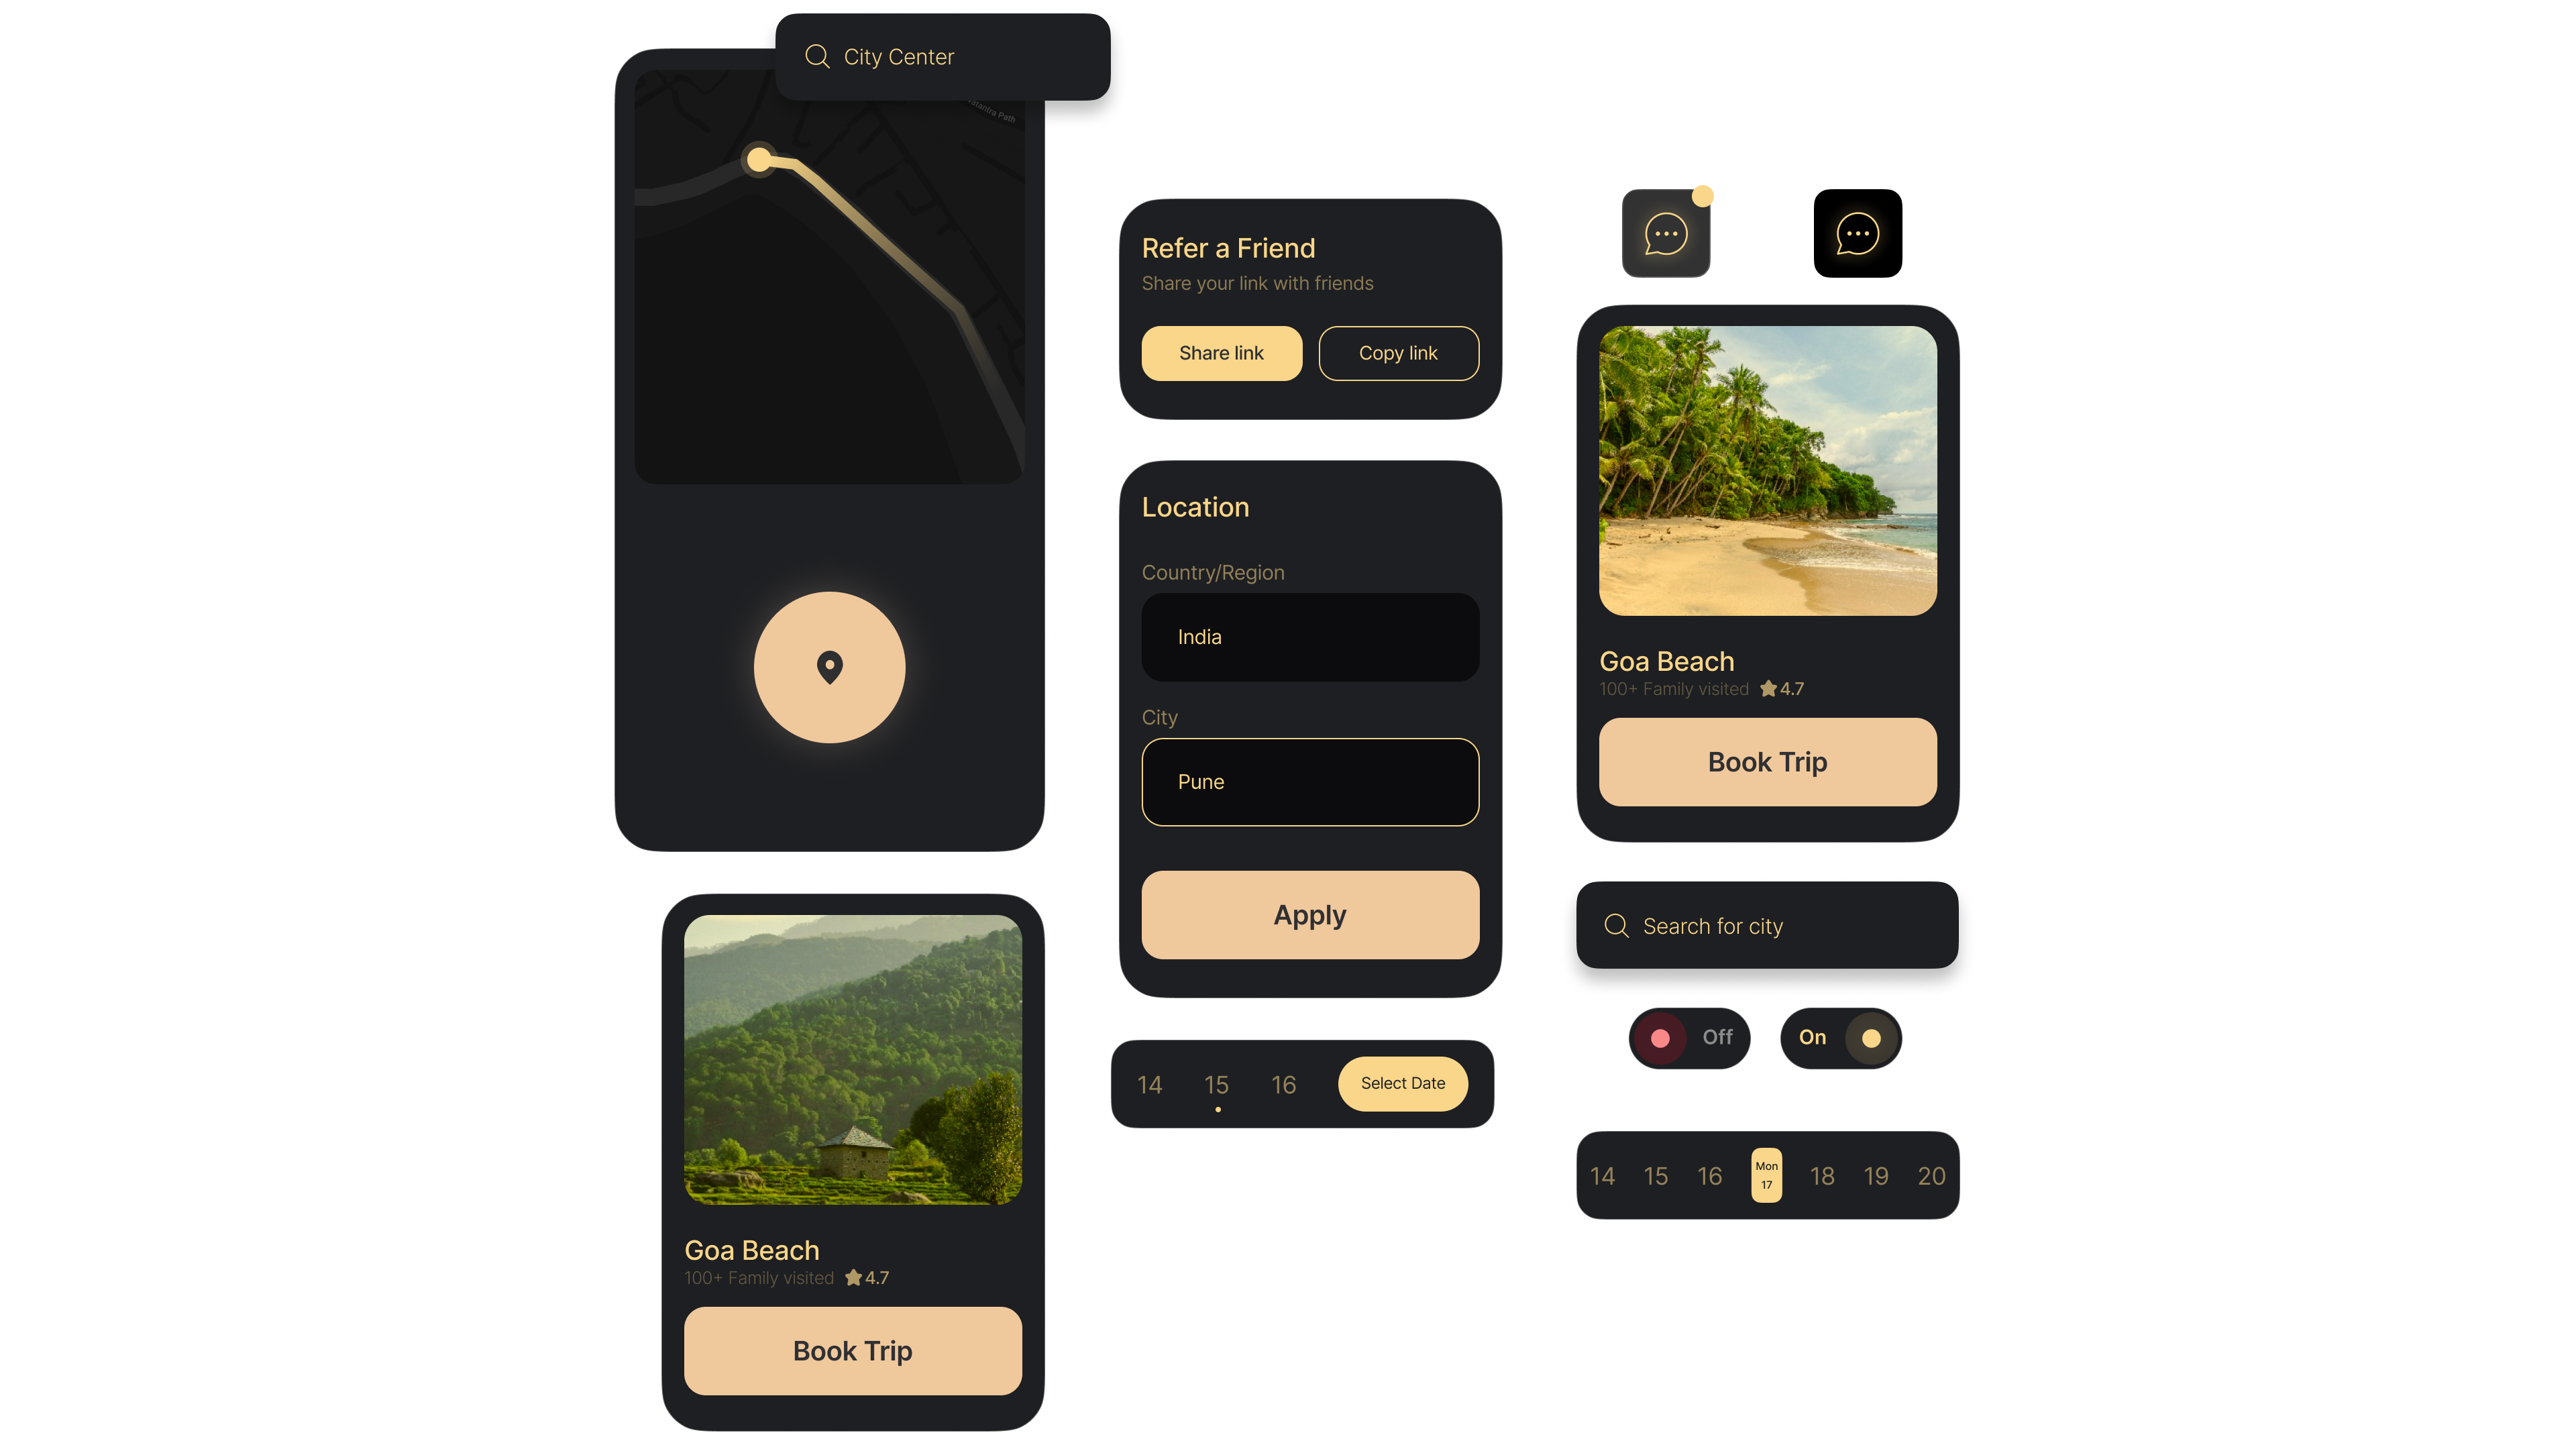 City Center
Path
Refer a Friend
Share your link with friends
Share link
Copy link
Location
Country/Region
India
City
Pune
Apply
14 15 16 Select Date
Goa Beach
100+ Family visited 4.7
Book Trip
Goa Beach
100+ Family visited 4.7
Book Trip
Search for city
Off
On
14 15 16 Mon 17 18 19 20